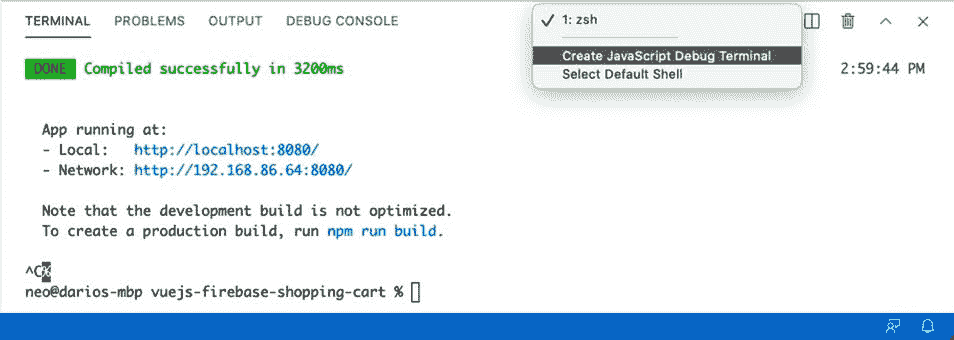 TERMINAL PROBLEMS OUTPUT DEBUG CONSOLE
✓ 1: zsh
Create JavaScript Debug Terminal
Select Default Shell
DONE Compiled successfully in 3200ms 2:59:44 PM
App running at:
- Local: http://localhost:8080/
- Network: http://192.168.86.64:8080/
Note that the development build is not optimized.
To create a production build, run npm run build.
^C%
neo@darios-mbp vuejs-firebase-shopping-cart %